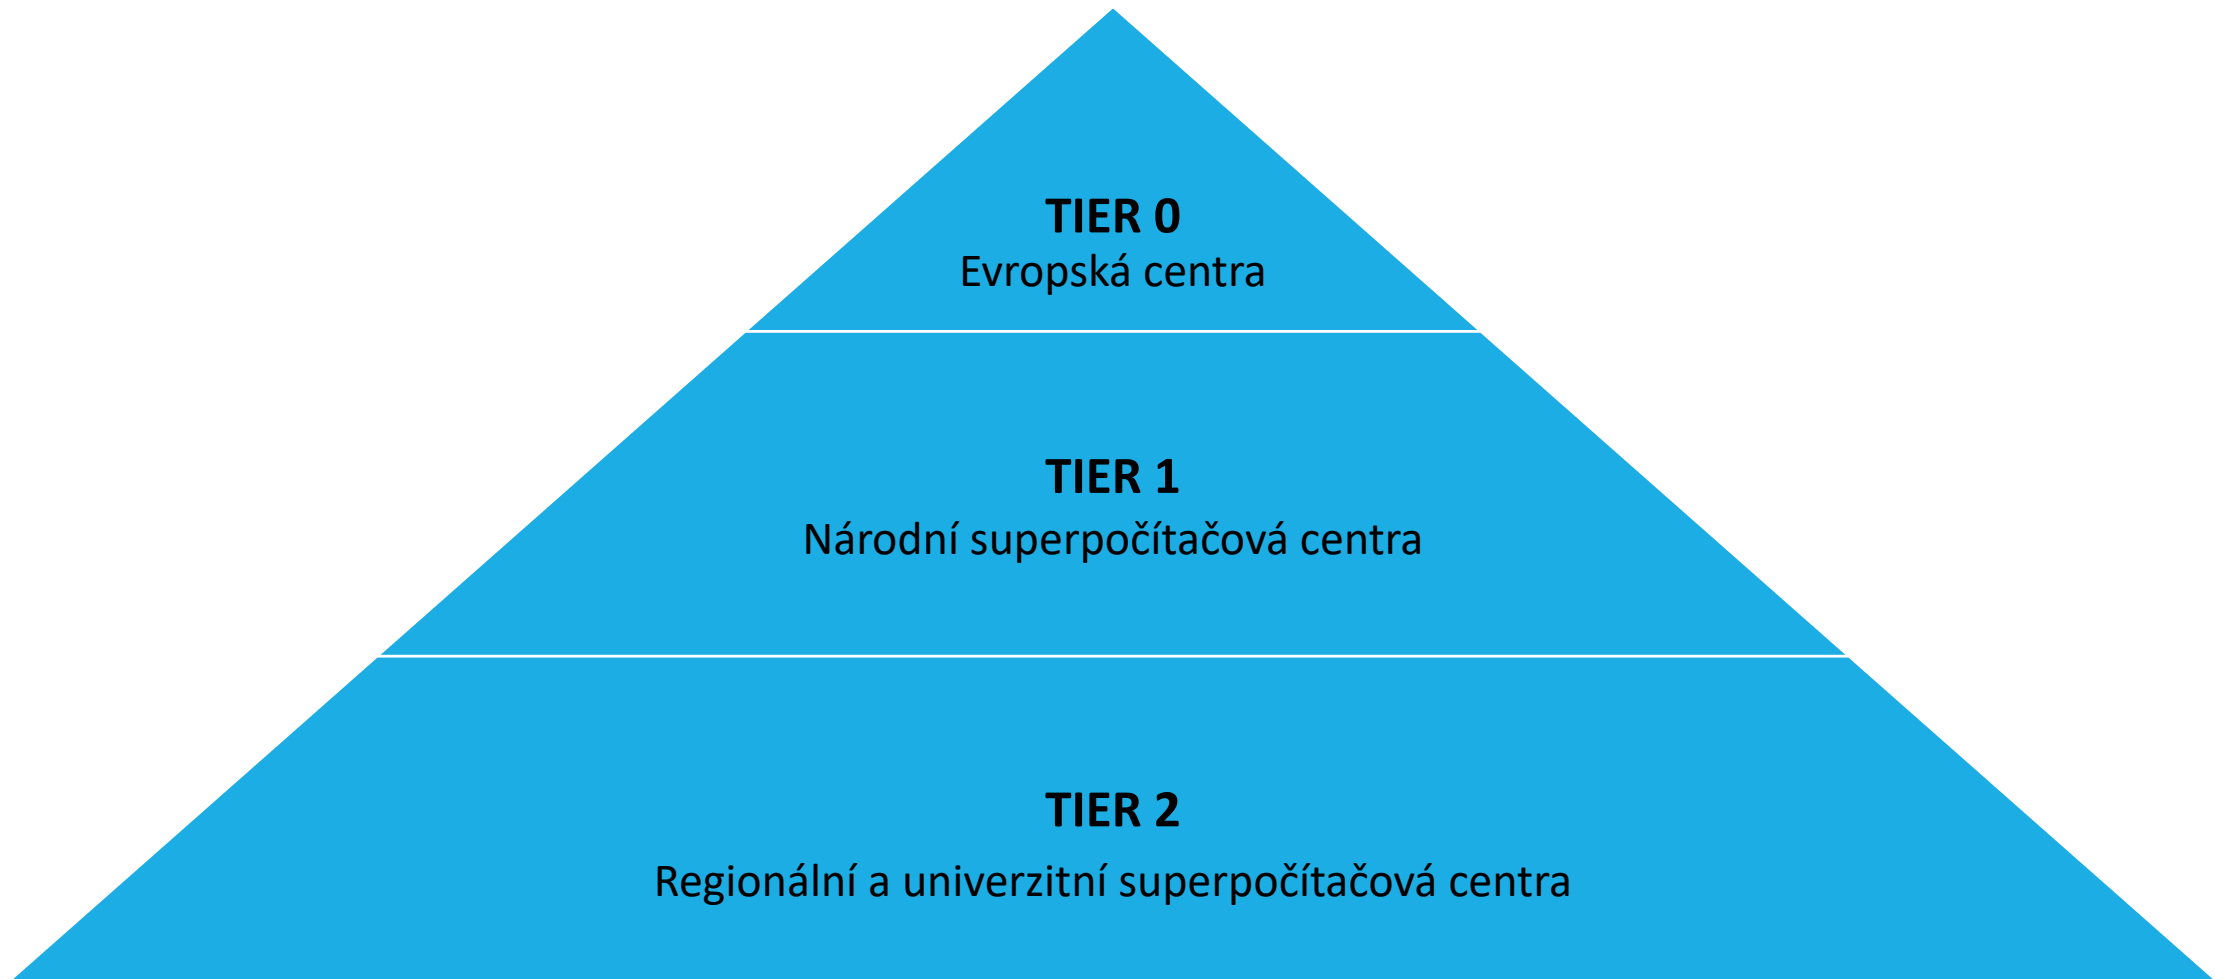 TIER 0
Evropská centra
TIER 1
Národní superpočítačová centra
TIER 2
Regionální a univerzitní superpočítačová centra